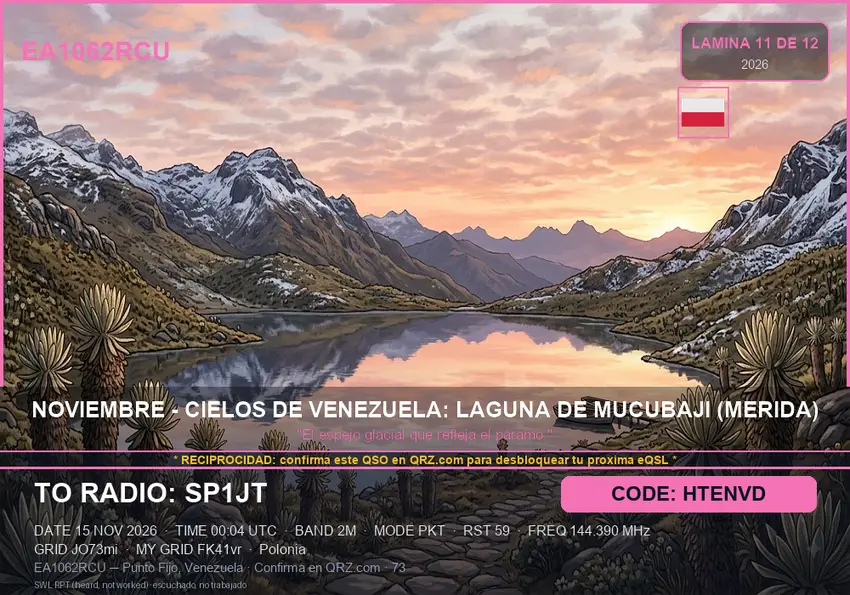 EA1062RCU
LAMINA 11 DE 12
2026
NOVIEMBRE - CIELOS DE VENEZUELA: LAGUNA DE MUCUBAJI (MERIDA)
"El espejo glacial que refleja el paramo."
* RECIPROCIDAD: confirma este QSO en QRZ.com para desbloquear tu proxima eQSL *
TO RADIO: SP1JT
CODE: HTENVD
DATE 15 NOV 2026 · TIME 00:04 UTC · BAND 2M · MODE PKT · RST 59 · FREQ 144.390 MHz
GRID JO73mi · MY GRID FK41vr · Polonia
EA1062RCU — Punto Fijo, Venezuela · Confirma en QRZ.com · 73
SWL RPT (heard, not worked) · escuchado, no trabajado